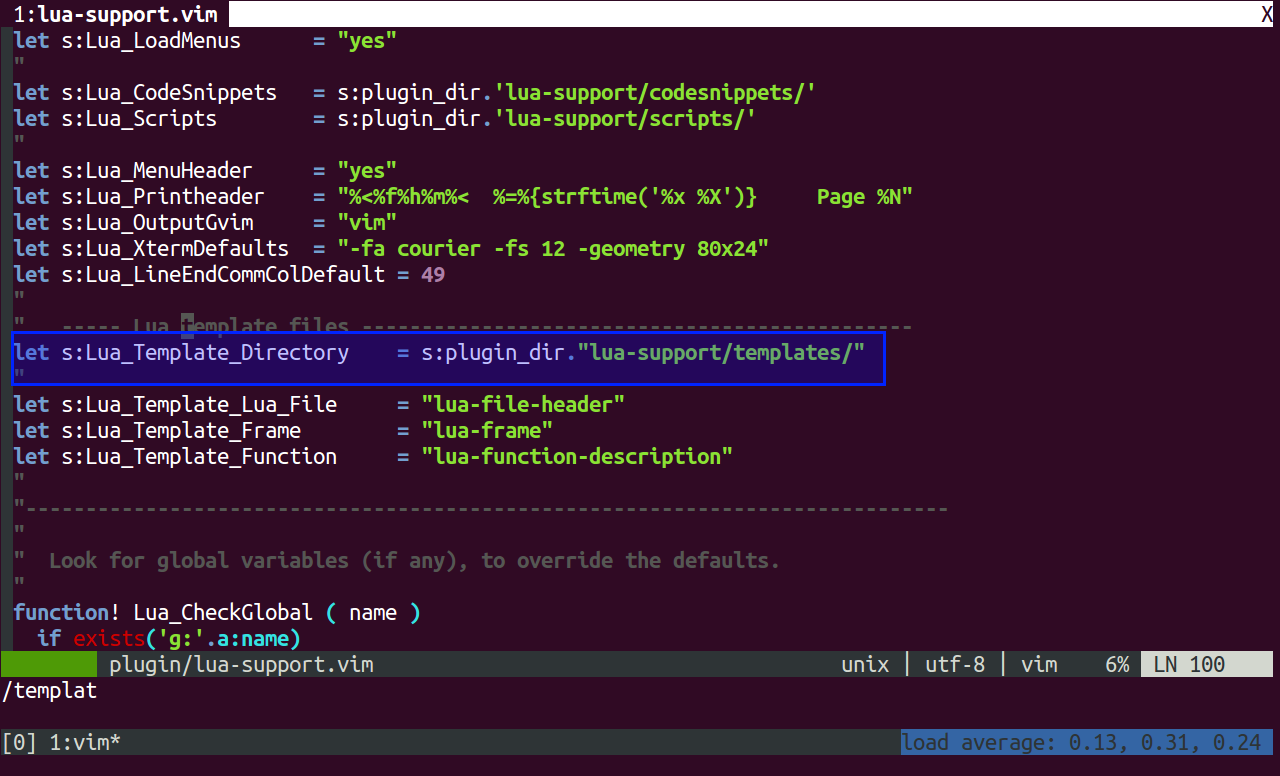 1:lua-support.vim X
let s:Lua_LoadMenus      = "yes"
"
let s:Lua_CodeSnippets   = s:plugin_dir.'lua-support/codesnippets/'
let s:Lua_Scripts        = s:plugin_dir.'lua-support/scripts/'
"
let s:Lua_MenuHeader     = "yes"
let s:Lua_Printheader    = "%<%f%h%m%<  %=%{strftime('%x %X')}     Page %N"
let s:Lua_OutputGvim     = "vim"
let s:Lua_XtermDefaults  = "-fa courier -fs 12 -geometry 80x24"
let s:Lua_LineEndCommColDefault = 49
"
"   ----- Lua template files ----------------------------------------------
let s:Lua_Template_Directory    = s:plugin_dir."lua-support/templates/"
"
let s:Lua_Template_Lua_File     = "lua-file-header"
let s:Lua_Template_Frame        = "lua-frame"
let s:Lua_Template_Function     = "lua-function-description"
"
"-----------------------------------------------------------------------------
"
"  Look for global variables (if any), to override the defaults.
"
function! Lua_CheckGlobal ( name )
  if exists('g:'.a:name)
plugin/lua-support.vim unix | utf-8 | vim    6%  LN 100
/templat
[0] 1:vim* load average: 0.13, 0.31, 0.24